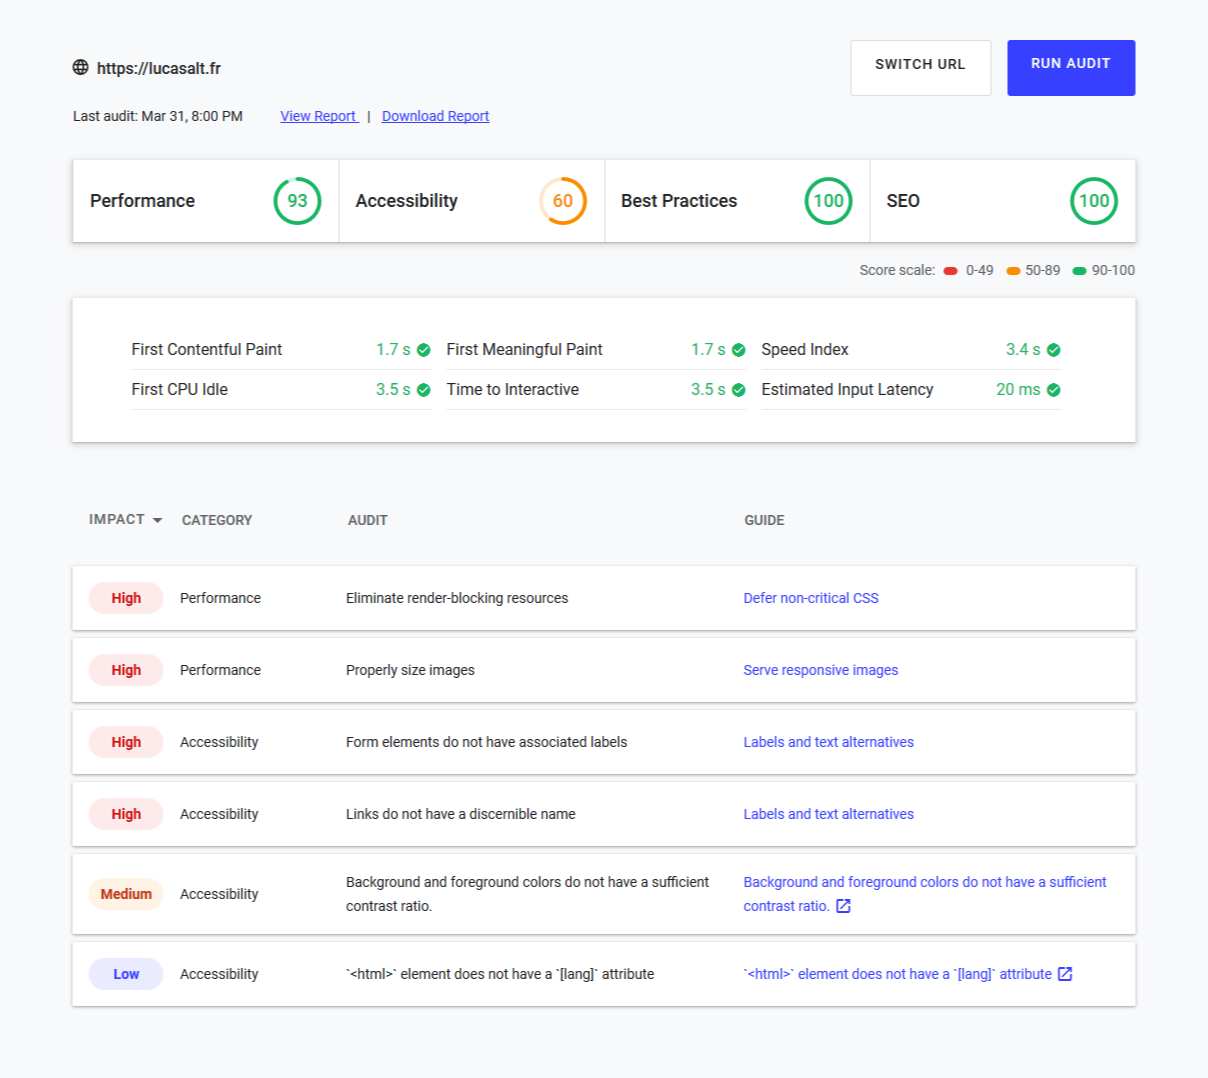 https://lucasalt.fr
SWITCH URL
RUN AUDIT
Last audit: Mar 31, 8:00 PM View Report | Download Report
Performance 93 Accessibility 60 Best Practices 100 SEO 100
Score scale: 0-49 50-89 90-100
First Contentful Paint 1.7 s First Meaningful Paint 1.7 s Speed Index 3.4 s
First CPU Idle 3.5 s Time to Interactive 3.5 s Estimated Input Latency 20 ms
IMPACT CATEGORY AUDIT GUIDE
High Performance Eliminate render-blocking resources Defer non-critical CSS
High Performance Properly size images Serve responsive images
High Accessibility Form elements do not have associated labels Labels and text alternatives
High Accessibility Links do not have a discernible name Labels and text alternatives
Medium Accessibility Background and foreground colors do not have a sufficient
contrast ratio.
Background and foreground colors do not have a sufficient
contrast ratio.
Low Accessibility `<html>` element does not have a `[lang]` attribute `<html>` element does not have a `[lang]` attribute